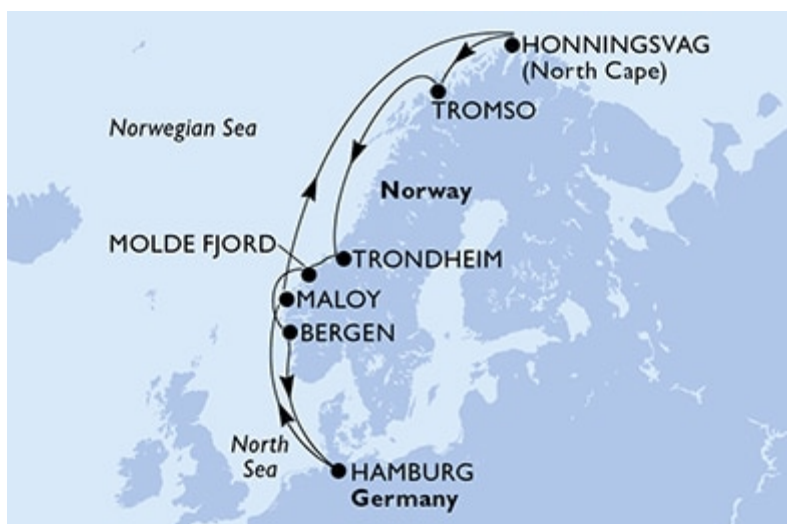 HONNINGSVAG
(North Cape)
TROMSO
Norwegian Sea
Norway
MOLDE FJORD
TRONDHEIM
MALOY
BERGEN
North
Sea
HAMBURG
Germany